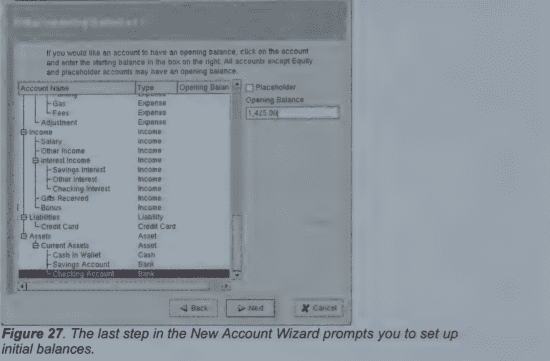 If you would like an account to have an opening balance, click on the account
and enter the starting balance in the box on the right. All accounts except Equity
and placeholder accounts may have an opening balance.
Account Name Type Opening Balan
Placeholder
Expense
Opening Balance
Gas Expense
1,425.06
Fees Expense
Adjustment Expense
Income Income
Salary Income
Other Income Income
Interest Income Income
Savings Interest Income
Other Interest Income
Checking Interest Income
Gifts Received Income
Bonus Income
Liabilities Liability
Credit Card Credit Card
Assets Asset
Current Assets Asset
Cash in Wallet Cash
Savings Account Bank
Checking Account Bank
Back Next Cancel
Figure 27. The last step in the New Account Wizard prompts you to set up
initial balances.